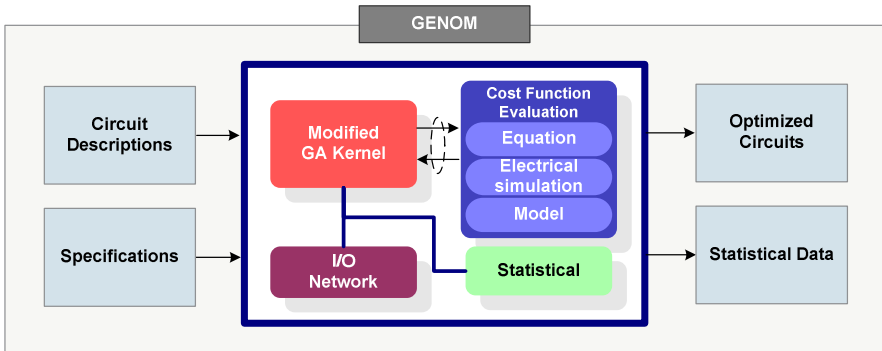 GENOM
Circuit
Descriptions
Specifications
Modified
GA Kernel
Cost Function
Evaluation
Equation
Electrical
simulation
Model
I/O
Network
Statistical
Optimized
Circuits
Statistical Data